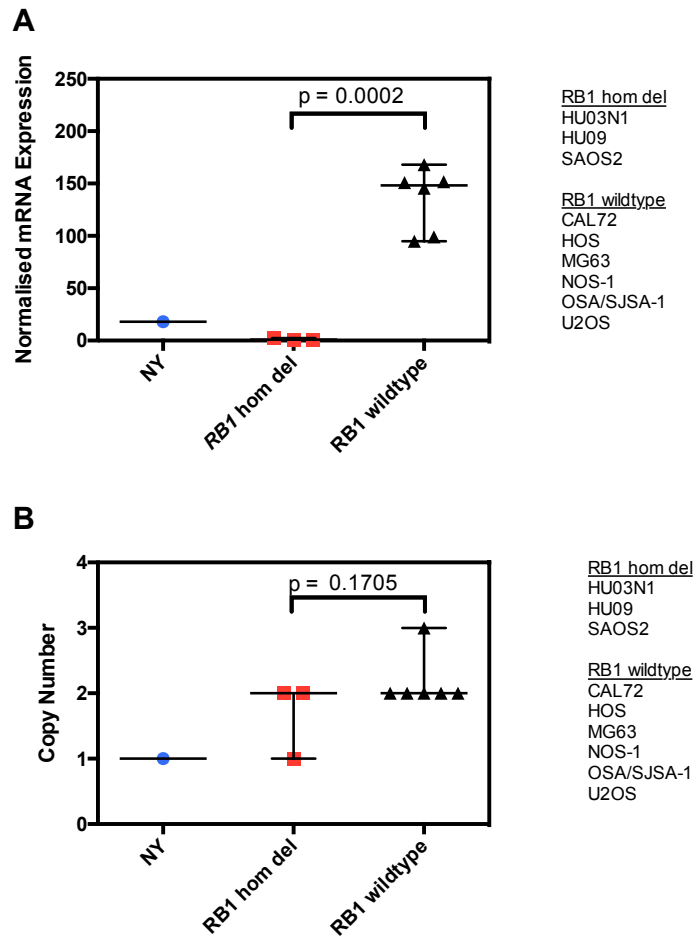 A
Normalised mRNA Expression
250
200
150
100
50
0
p = 0.0002
NY
RB1 hom del
RB1 wildtype
RB1 hom del
HU03N1
HU09
SAOS2
RB1 wildtype
CAL72
HOS
MG63
NOS-1
OSA/SJSA-1
U2OS
B
Copy Number
4
3
2
1
0
p = 0.1705
NY
RB1 hom del
RB1 wildtype
RB1 hom del
HU03N1
HU09
SAOS2
RB1 wildtype
CAL72
HOS
MG63
NOS-1
OSA/SJSA-1
U2OS